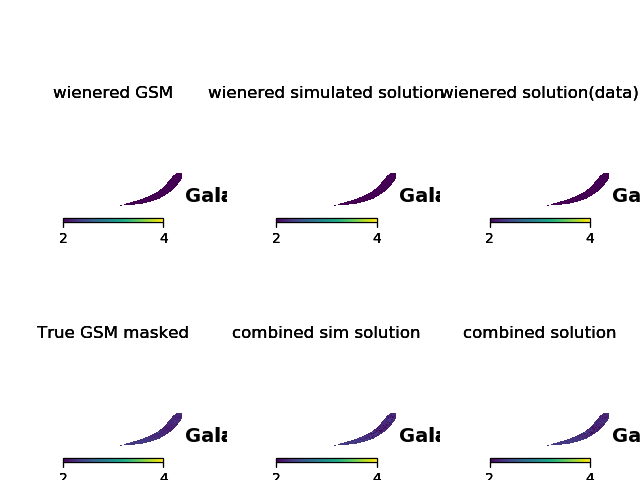 wienered GSM wienered simulated solution wienered solution(data)
Gala Gala Ga
2 4 2 4 2 4
True GSM masked combined sim solution combined solution
Gala Gala Ga
2 4 2 4 2 4